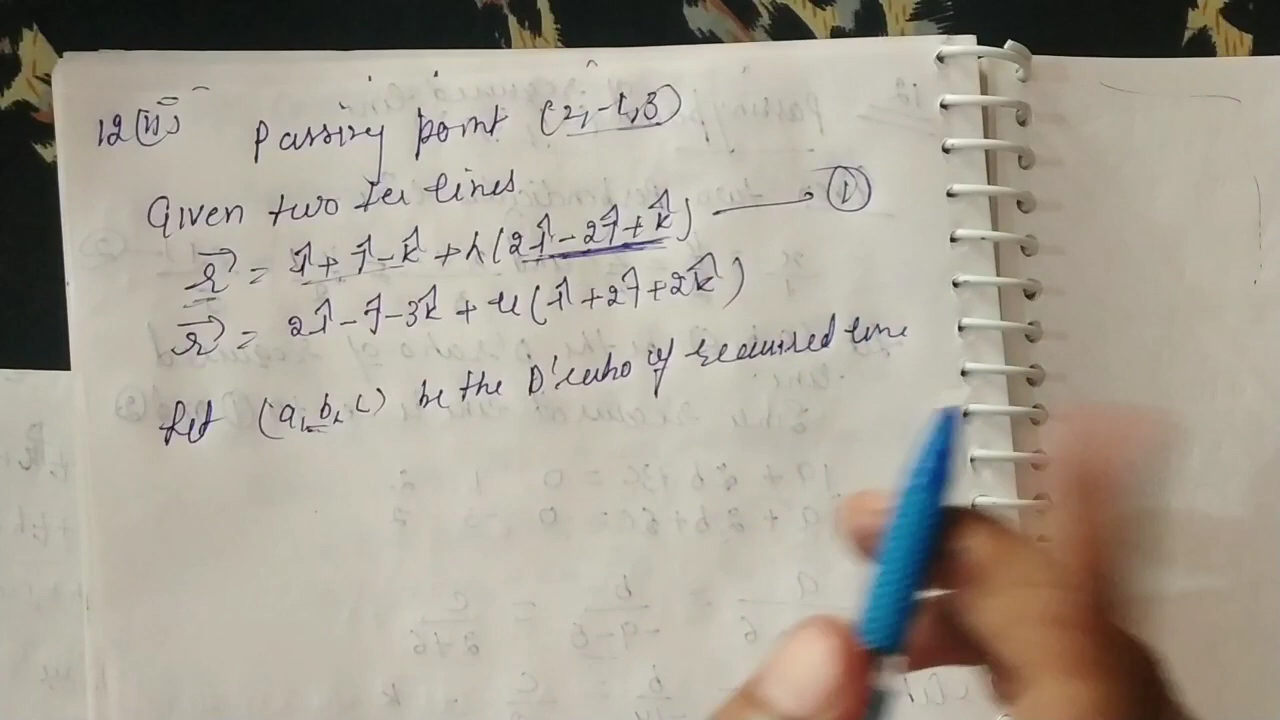 12(ii) Passing point (2, -1, 3)
Given two ler lines
r⃗ = î + ĵ - k̂ + λ(2î - 2ĵ + k̂) → ①
r⃗ = 2î - ĵ - 3k̂ + u(î + 2ĵ + 2k̂)
Let (a, b, c) be the D'ratio of required line